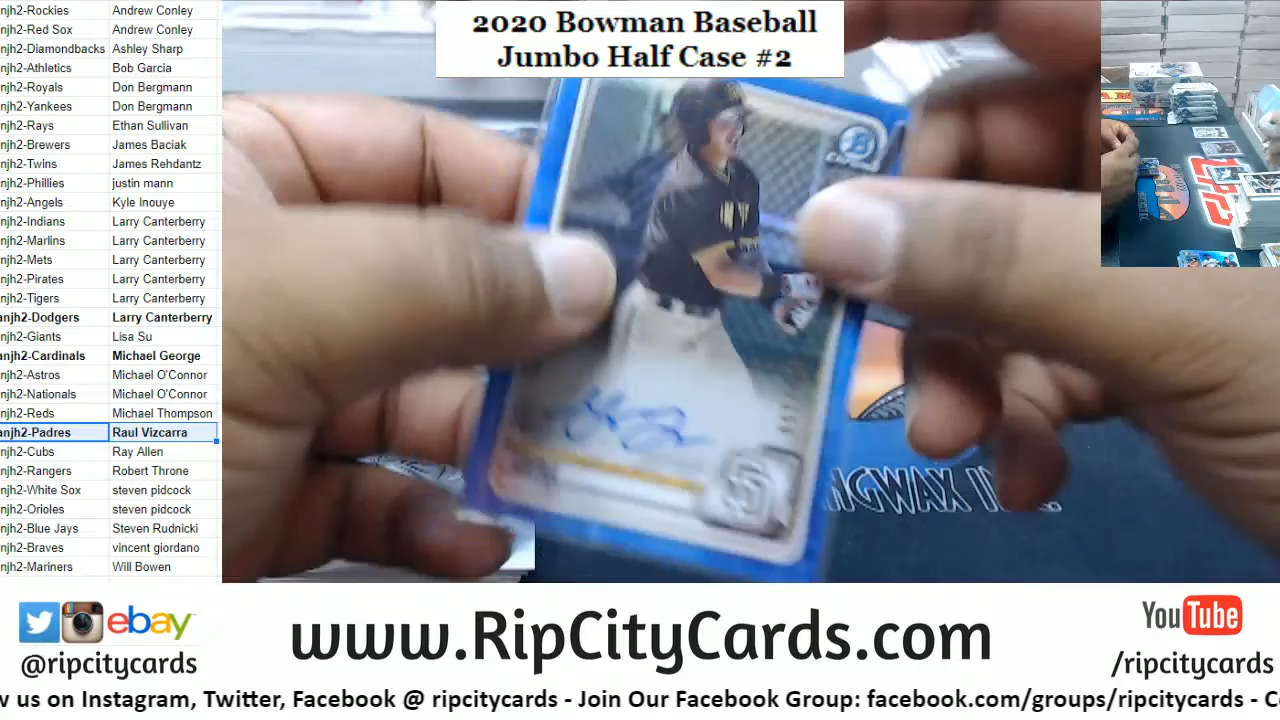 2020 Bowman Baseball
Jumbo Half Case #2
njh2-Rockies Andrew Conley
njh2-Red Sox Andrew Conley
njh2-Diamondbacks Ashley Sharp
njh2-Athletics Bob Garcia
njh2-Royals Don Bergmann
njh2-Yankees Don Bergmann
njh2-Rays Ethan Sullivan
njh2-Brewers James Baciak
njh2-Twins James Rehdantz
njh2-Phillies justin mann
njh2-Angels Kyle Inouye
njh2-Indians Larry Canterberry
njh2-Marlins Larry Canterberry
njh2-Mets Larry Canterberry
njh2-Pirates Larry Canterberry
njh2-Tigers Larry Canterberry
anjh2-Dodgers Larry Canterberry
njh2-Giants Lisa Su
anjh2-Cardinals Michael George
njh2-Astros Michael O'Connor
njh2-Nationals Michael O'Connor
njh2-Reds Michael Thompson
anjh2-Padres Raul Vizcarra
njh2-Cubs Ray Allen
njh2-Rangers Robert Throne
njh2-White Sox steven pidcock
njh2-Orioles steven pidcock
njh2-Blue Jays Steven Rudnicki
njh2-Braves vincent giordano
njh2-Mariners Will Bowen
B
SD
NGWAX
ebay
@ripcitycards
www.RipCityCards.com
YouTube
/ripcitycards
w us on Instagram, Twitter, Facebook @ ripcitycards - Join Our Facebook Group: facebook.com/groups/ripcitycards - C